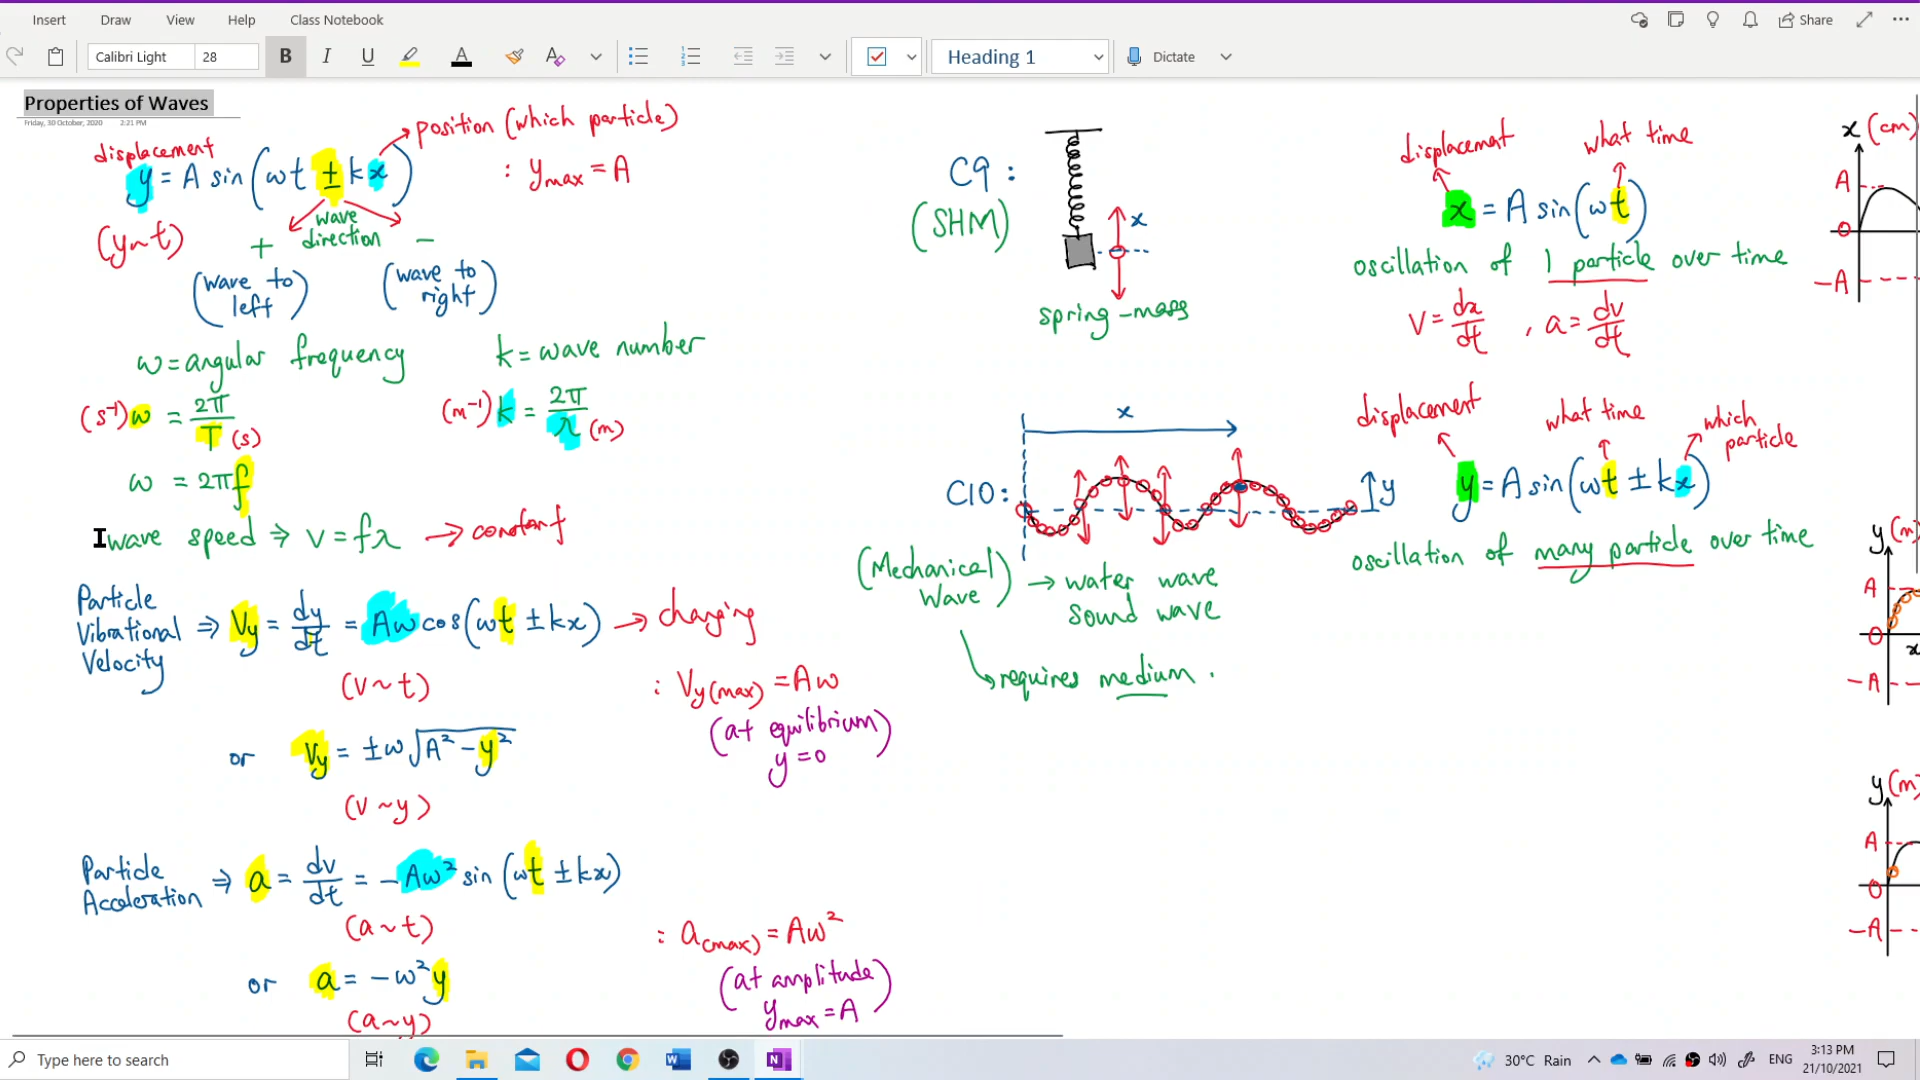 Insert Draw View Help Class Notebook
Share
Calibri Light 28 B I U A Heading 1 Dictate
Properties of Waves
Friday, 30 October, 2020 2:21 PM
displacement
position (which particle)
y = A sin(ωt ± kx)
: ymax = A
(y~t)
wave direction
+ −
(wave to left) (wave to right)
ω = angular frequency k = wave number
(s⁻¹) ω = 2π/T (s) (m⁻¹) k = 2π/λ (m)
ω = 2πf
wave speed ⇒ v = fλ → constant
Particle Vibrational Velocity ⇒ Vy = dy/dt = Aω cos(ωt ± kx) → changing
(v~t)
: Vy(max) = Aω
(at equilibrium)
y = 0
or Vy = ±ω√(A² − y²)
(v~y)
Particle Acceleration ⇒ a = dv/dt = −Aω² sin(ωt ± kx)
(a~t)
: a(max) = Aω²
(at amplitude)
ymax = A
or a = −ω²y
(a~y)
C9 :
(SHM)
x
spring-mass
displacement what time
x = A sin(ωt)
oscillation of 1 particle over time
v = dx/dt , a = dv/dt
x
C10 :
y
displacement what time which particle
y = A sin(ωt ± kx)
oscillation of many particle over time
(Mechanical Wave) → water wave
sound wave
requires medium.
x (cm)
A
0
−A
y (m)
A
0
x
−A
y (m)
A
0
−A
Type here to search
30°C Rain ENG 3:13 PM
21/10/2021